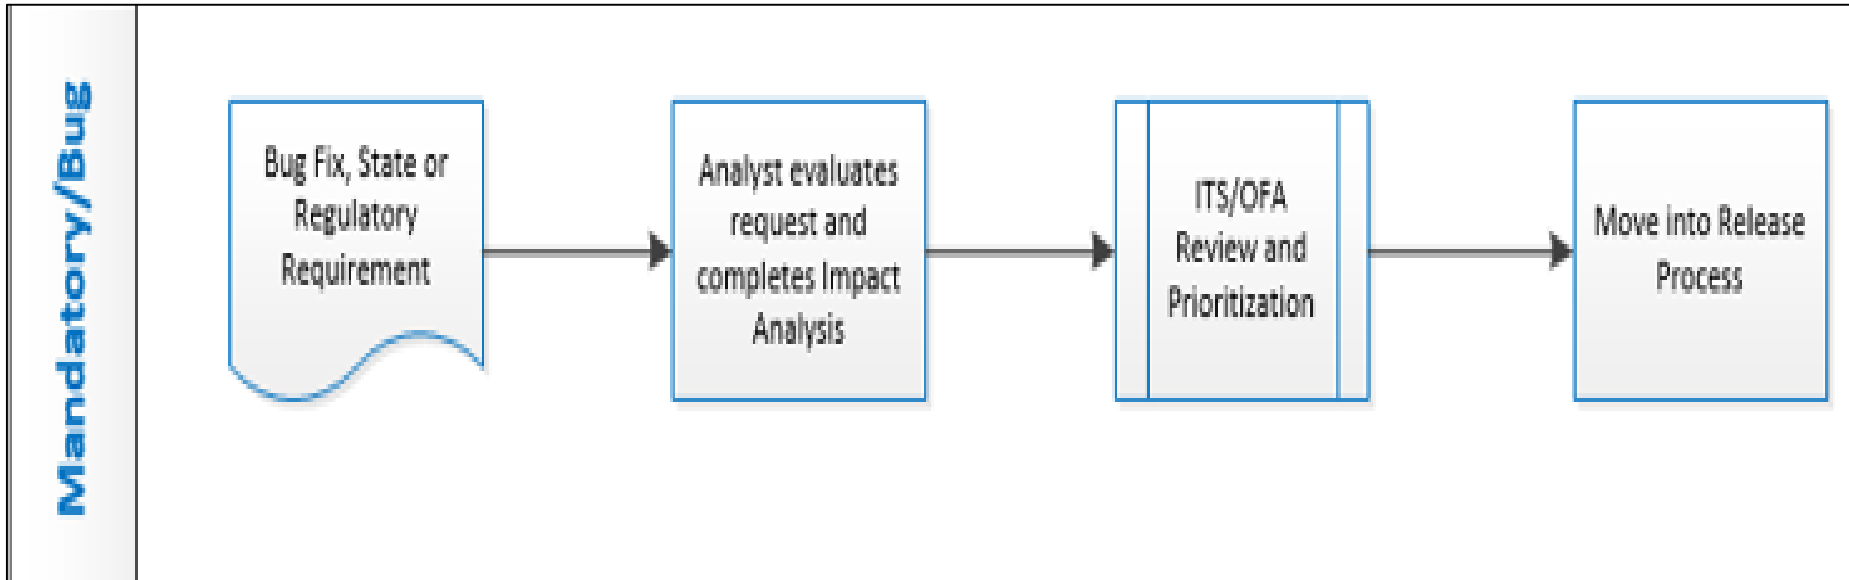 Mandatory/Bug
Bug Fix, State or
Regulatory
Requirement
Analyst evaluates
request and
completes Impact
Analysis
ITS/OFA
Review and
Prioritization
Move into Release
Process